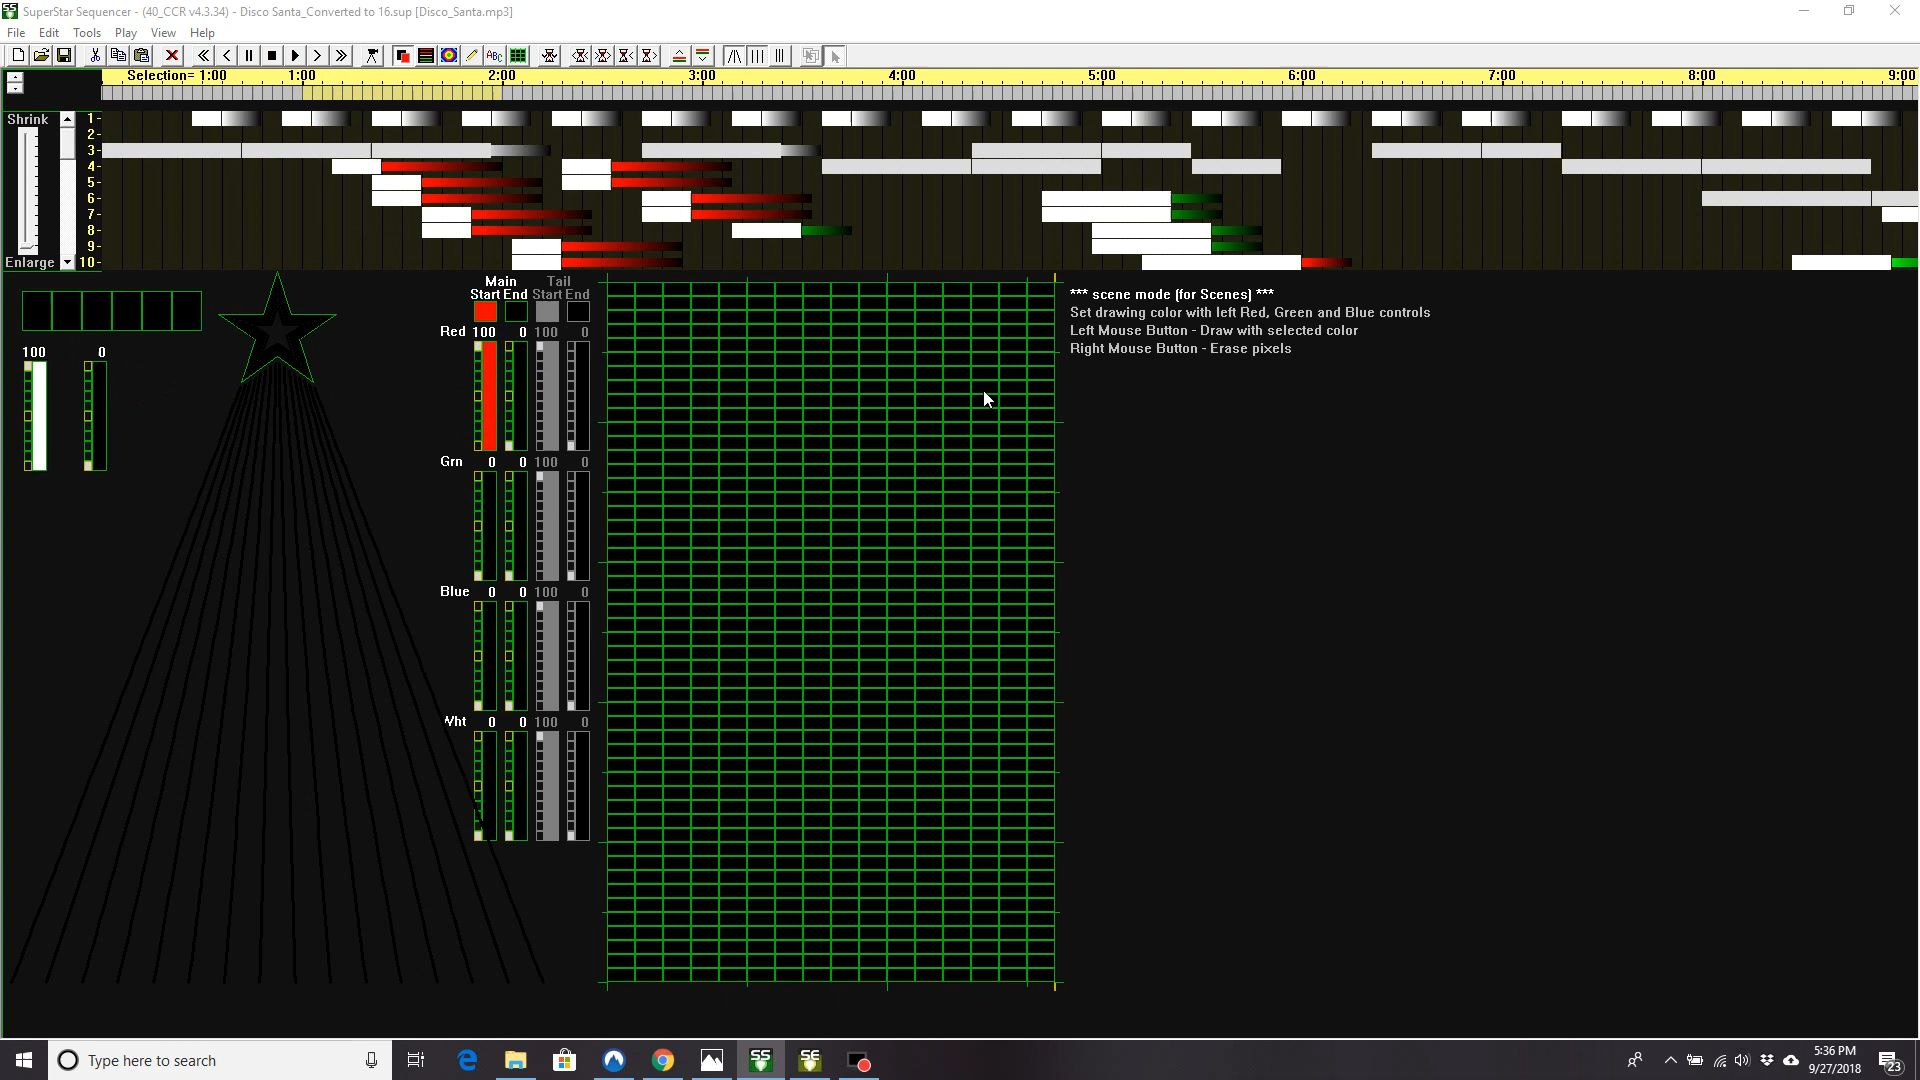 SuperStar Sequencer - (40_CCR v4.3.34) - Disco Santa_Converted to 16.sup [Disco_Santa.mp3]
File Edit Tools Play View Help
ABC
Selection= 1:00 1:00 2:00 3:00 4:00 5:00 6:00 7:00 8:00 9:00
Shrink
1-
2-
3-
4-
5-
6-
7-
8-
9-
Enlarge 10-
Main Tail
Start End Start End
*** scene mode (for Scenes) ***
Set drawing color with left Red, Green and Blue controls
Left Mouse Button - Draw with selected color
Right Mouse Button - Erase pixels
Red 100 0 100 0
100 0
Grn 0 0 100 0
Blue 0 0 100 0
Wht 0 0 100 0
Type here to search
SS
SE
5:36 PM
9/27/2018
23